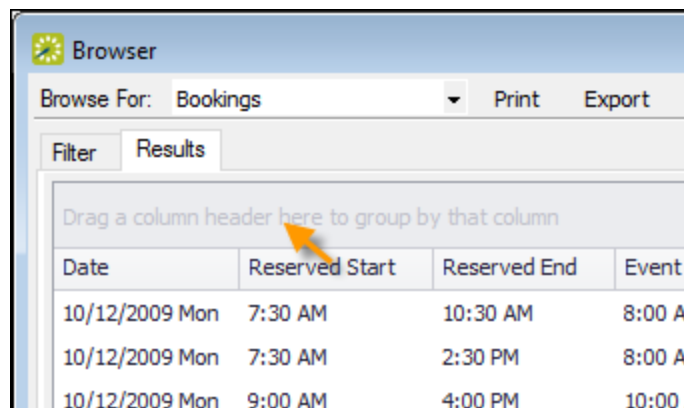 Browser
Browse For: Bookings Print Export
Filter Results
Drag a column header here to group by that column
Date Reserved Start Reserved End Event
10/12/2009 Mon 7:30 AM 10:30 AM 8:00 A
10/12/2009 Mon 7:30 AM 2:30 PM 8:00 A
10/12/2009 Mon 9:00 AM 4:00 PM 10:00